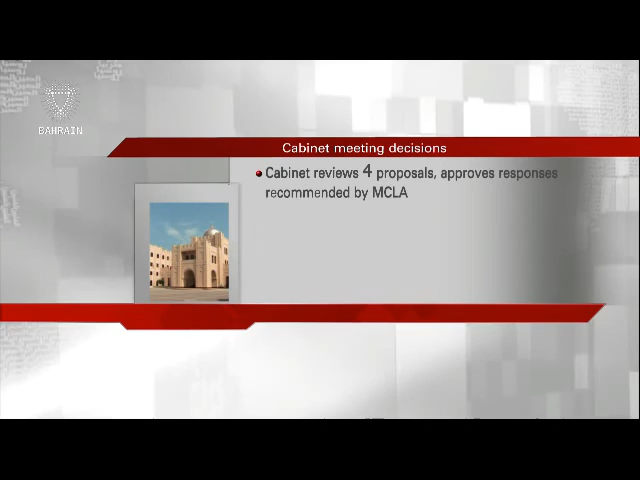 BAHRAIN
Cabinet meeting decisions
Cabinet reviews 4 proposals, approves responses
recommended by MCLA